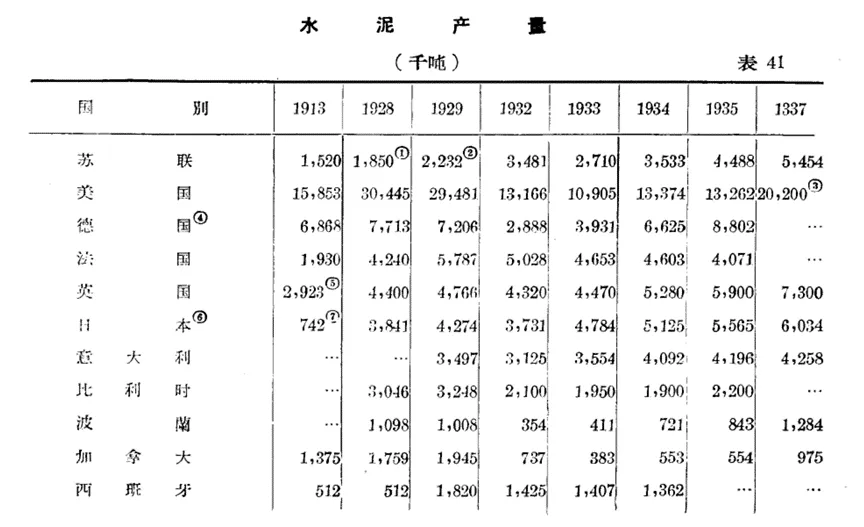 水泥产量
(千吨) 表 41
国别 1913 1928 1929 1932 1933 1934 1935 1337
苏联 1,520 1,850① 2,232② 3,481 2,710 3,533 4,488 5,454
美国 15,853 30,445 29,481 13,166 10,905 13,374 13,262 20,200③
德国④ 6,868 7,713 7,206 2,888 3,931 6,625 8,802 …
法国 1,930 4,240 5,787 5,028 4,653 4,603 4,071 …
英国 2,923⑤ 4,400 4,766 4,320 4,470 5,280 5,900 7,300
日本⑥ 742⑦ 3,841 4,274 3,731 4,784 5,125 5,565 6,034
意大利 … … 3,497 3,125 3,554 4,092 4,196 4,258
比利时 … 3,046 3,248 2,100 1,950 1,900 2,200 …
波蘭 … 1,098 1,008 354 411 721 843 1,284
加拿大 1,375 1,759 1,945 737 383 553 554 975
西班牙 512 512 1,820 1,425 1,407 1,362 … …